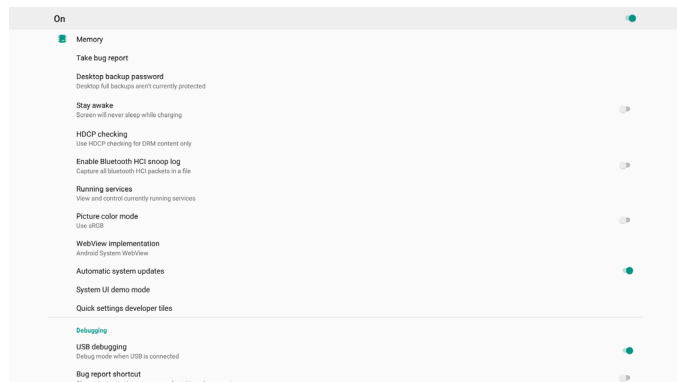 On
Memory
Take bug report
Desktop backup password
Desktop full backups aren't currently protected
Stay awake
Screen will never sleep while charging
HDCP checking
Use HDCP checking for DRM content only
Enable Bluetooth HCI snoop log
Capture all bluetooth HCI packets in a file
Running services
View and control currently running services
Picture color mode
Use sRGB
WebView implementation
Android System WebView
Automatic system updates
System UI demo mode
Quick settings developer tiles
Debugging
USB debugging
Debug mode when USB is connected
Bug report shortcut